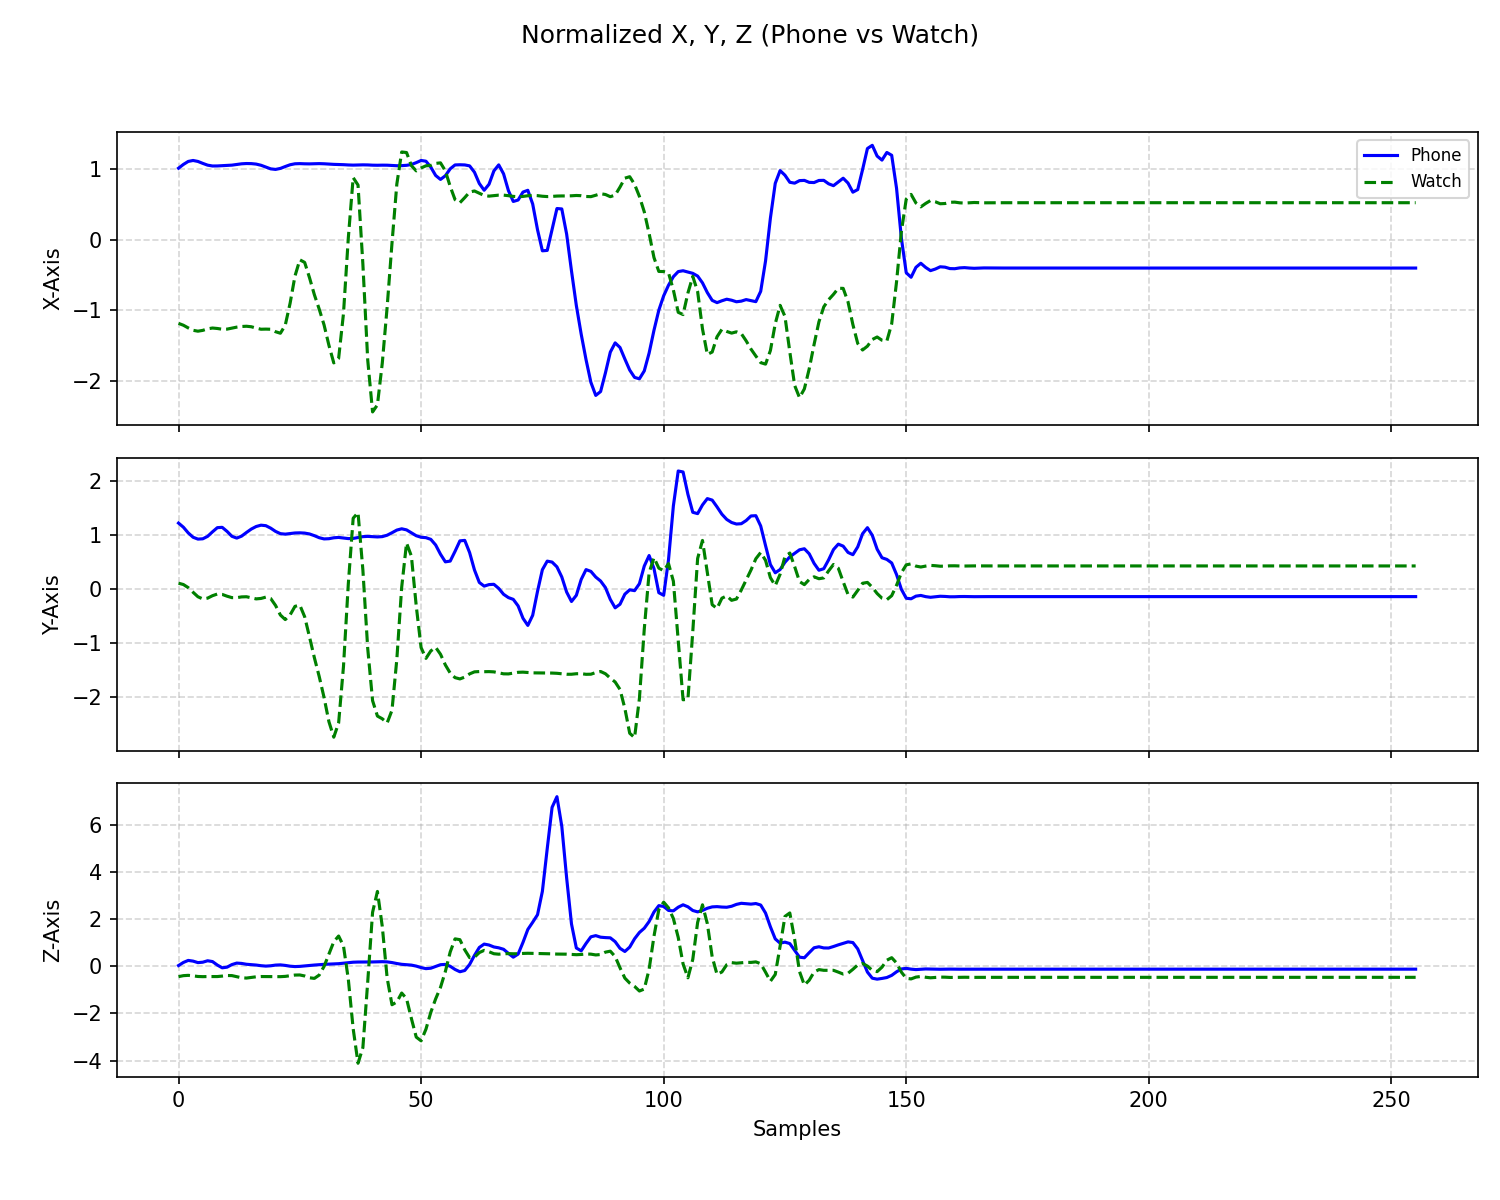 Normalized X, Y, Z (Phone vs Watch)
Phone
Watch
X-Axis
1
0
−1
−2
Y-Axis
2
1
0
−1
−2
Z-Axis
6
4
2
0
−2
−4
0 50 100 150 200 250
Samples